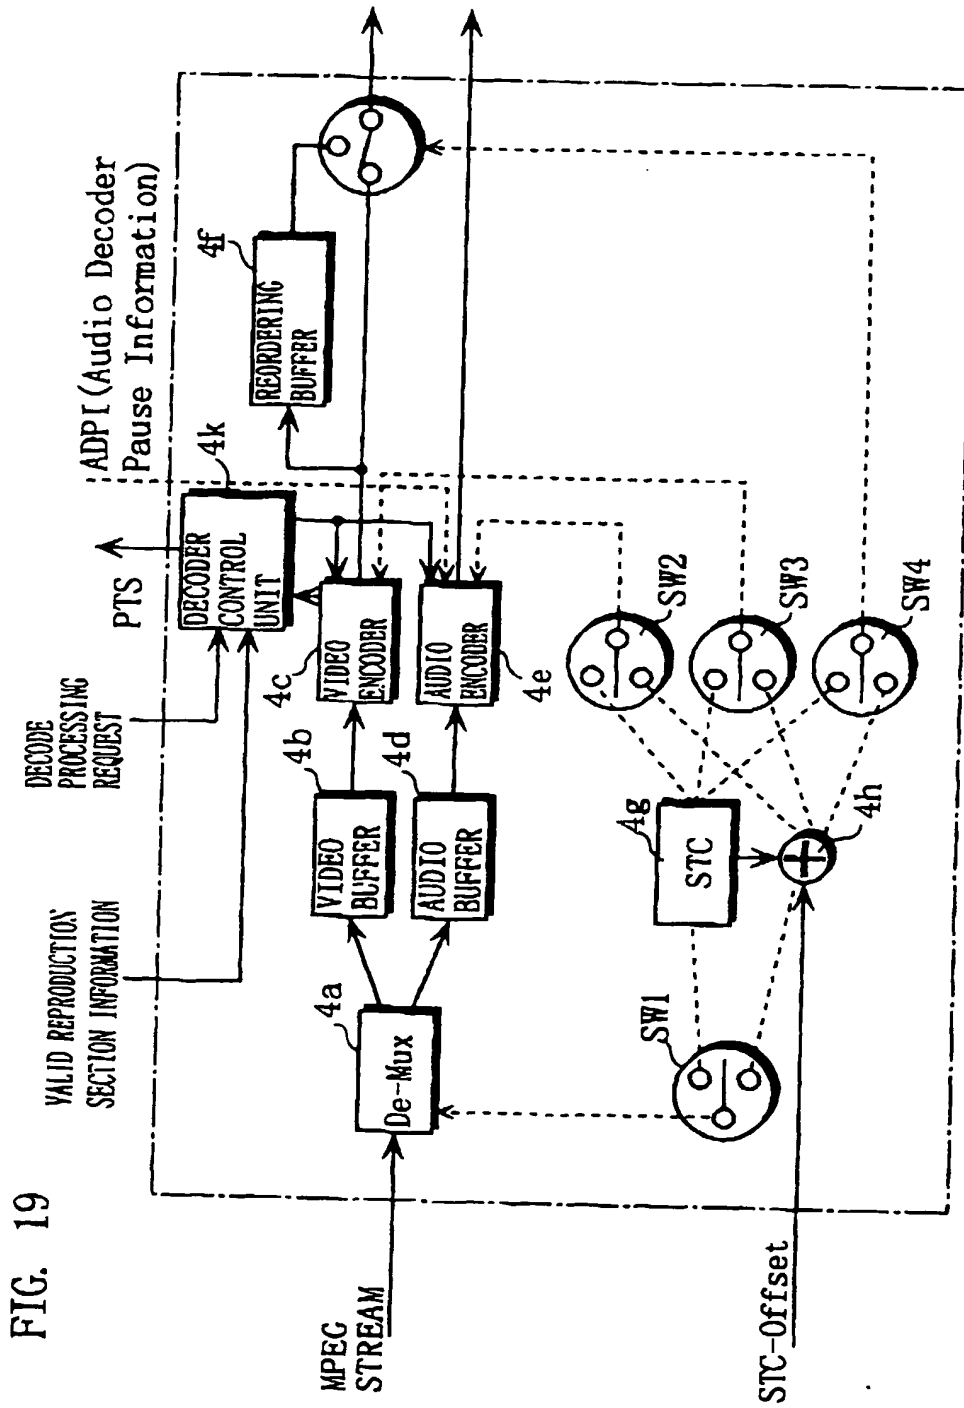 FIG. 19
VALID REPRODUCTION
SECTION INFORMATION
DECODE
PROCESSING
REQUEST
PTS
ADPI(Audio Decoder
Pause Information)
4k
DECODER
CONTROL
UNIT
MPEG
STREAM
4a
De-Mux
4b
VIDEO
BUFFER
4c
VIDEO
ENCODER
4f
REORDERING
BUFFER
4d
AUDIO
BUFFER
AUDIO
ENCODER
4e
SW1
4g
STC
4h
SW2
SW3
SW4
STC-Offset